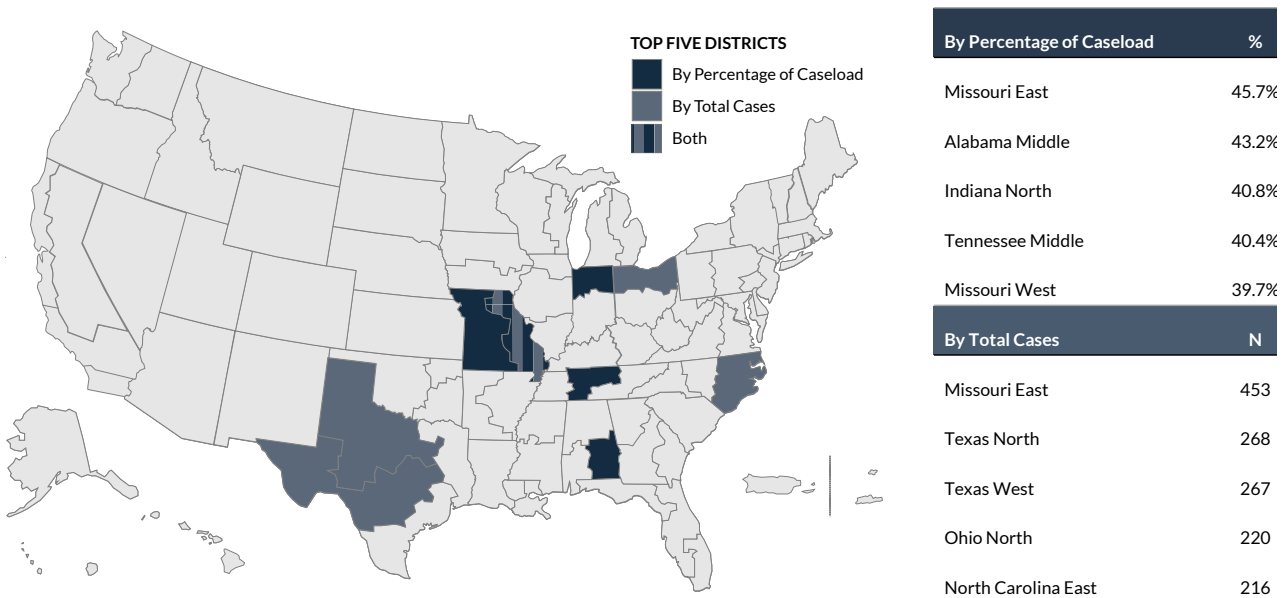 TOP FIVE DISTRICTS
By Percentage of Caseload
By Total Cases
Both
By Percentage of Caseload %
Missouri East 45.7%
Alabama Middle 43.2%
Indiana North 40.8%
Tennessee Middle 40.4%
Missouri West 39.7%
By Total Cases N
Missouri East 453
Texas North 268
Texas West 267
Ohio North 220
North Carolina East 216